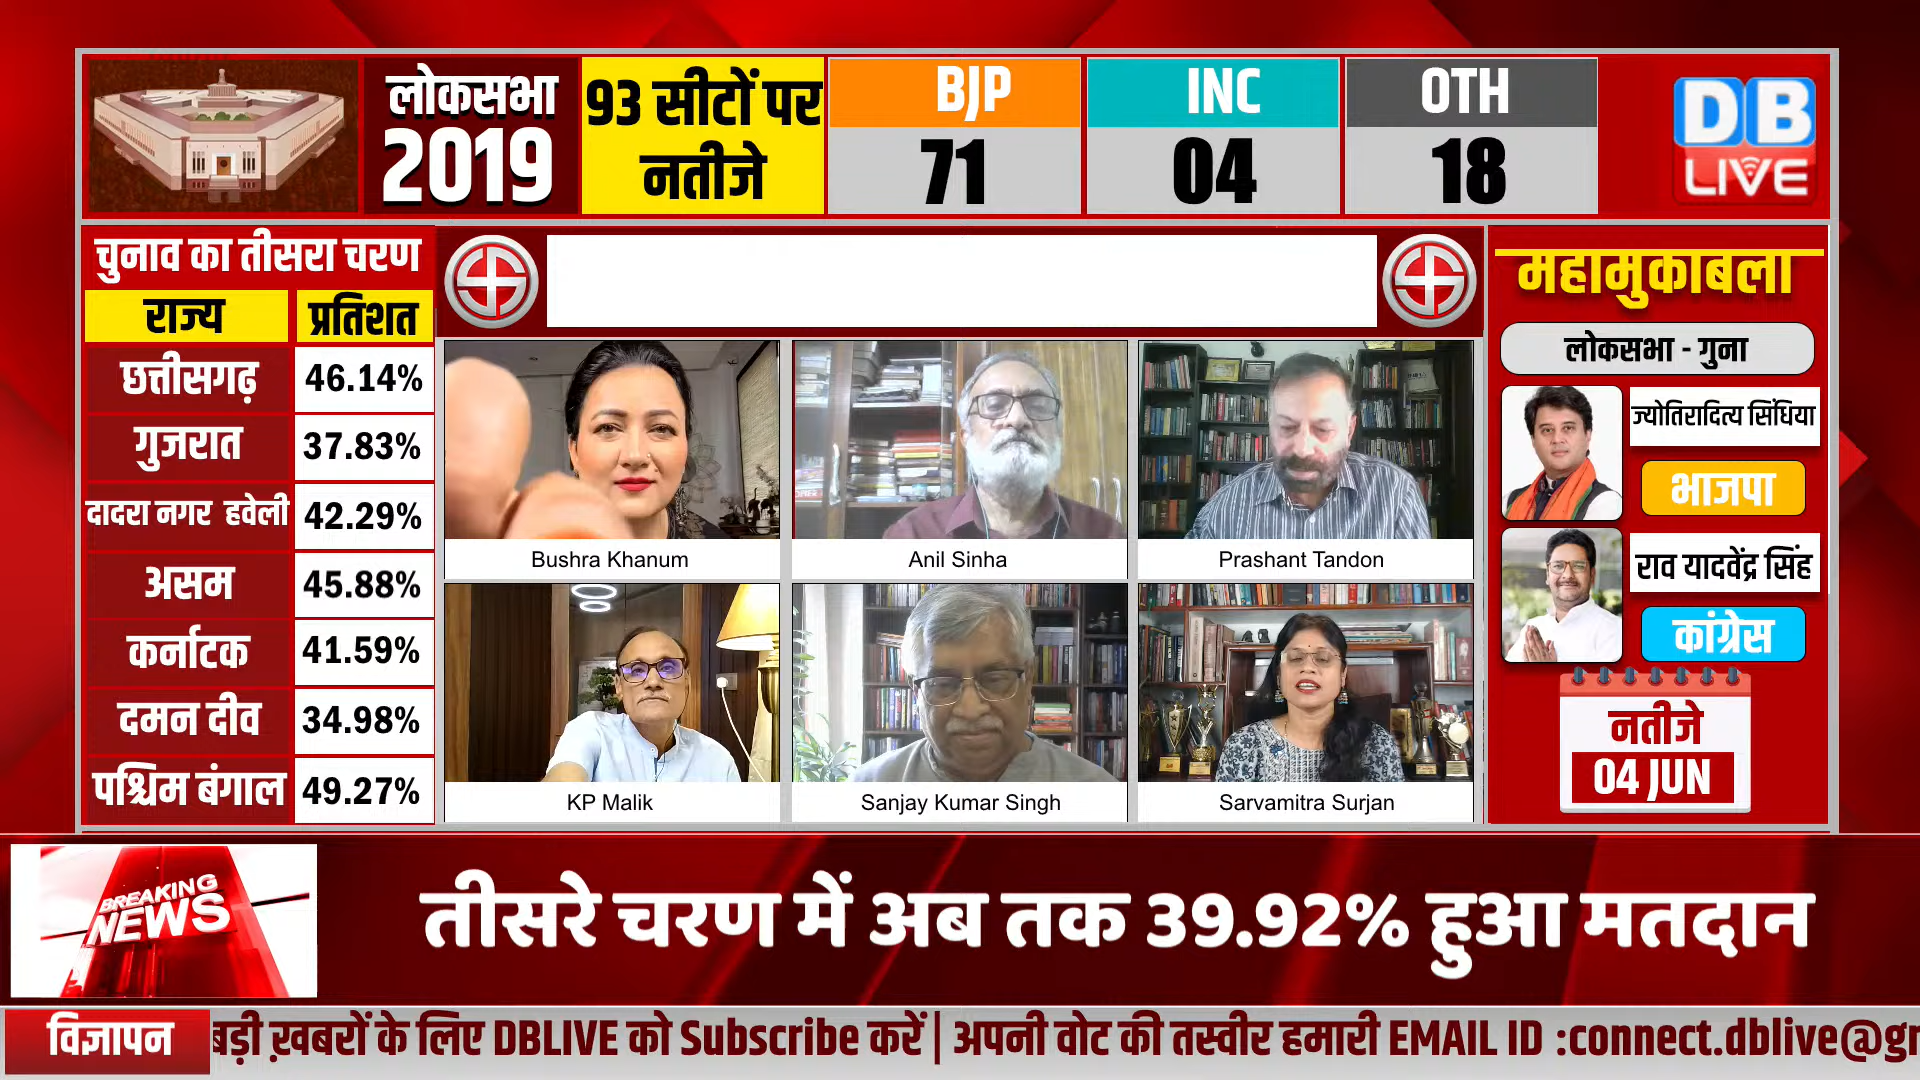 लोकसभा
2019
93 सीटों पर
नतीजे
BJP
71
INC
04
OTH
18
DB
LIVE
चुनाव का तीसरा चरण
राज्य प्रतिशत
छत्तीसगढ़ 46.14%
गुजरात 37.83%
दादरा नगर हवेली 42.29%
असम 45.88%
कर्नाटक 41.59%
दमन दीव 34.98%
पश्चिम बंगाल 49.27%
Bushra Khanum
Anil Sinha
Prashant Tandon
KP Malik
Sanjay Kumar Singh
Sarvamitra Surjan
महामुकाबला
लोकसभा - गुना
ज्योतिरादित्य सिंधिया
भाजपा
राव यादवेंद्र सिंह
कांग्रेस
नतीजे
04 JUN
BREAKING
NEWS
तीसरे चरण में अब तक 39.92% हुआ मतदान
विज्ञापन
बड़ी ख़बरों के लिए DBLIVE को Subscribe करें | अपनी वोट की तस्वीर हमारी EMAIL ID :connect.dblive@gm